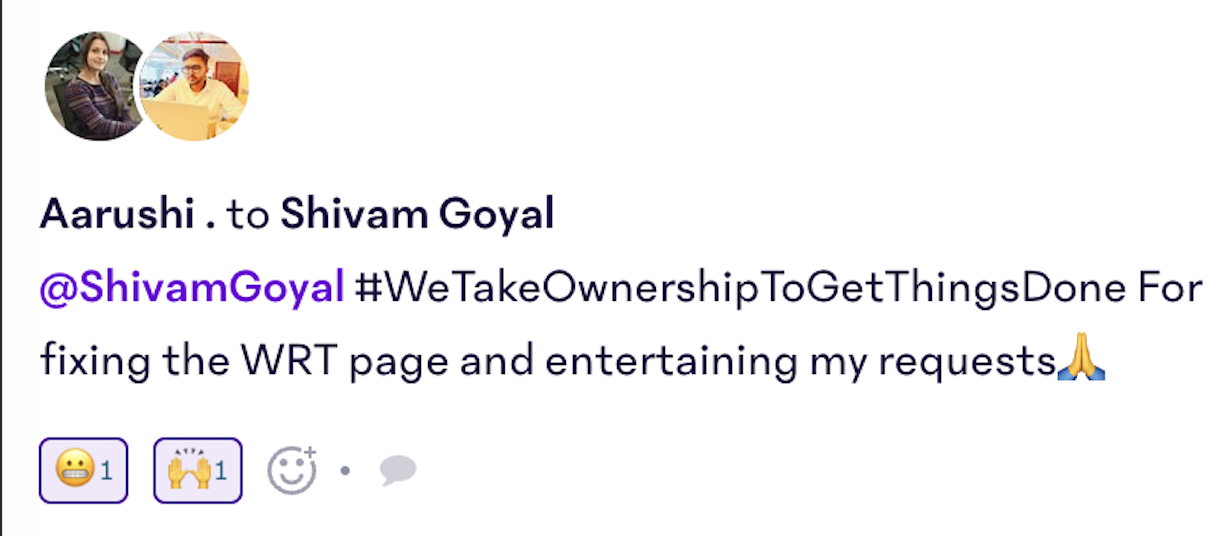 Aarushi . to Shivam Goyal
@ShivamGoyal #WeTakeOwnershipToGetThingsDone For
fixing the WRT page and entertaining my requests🙏
😬 1 🙌 1